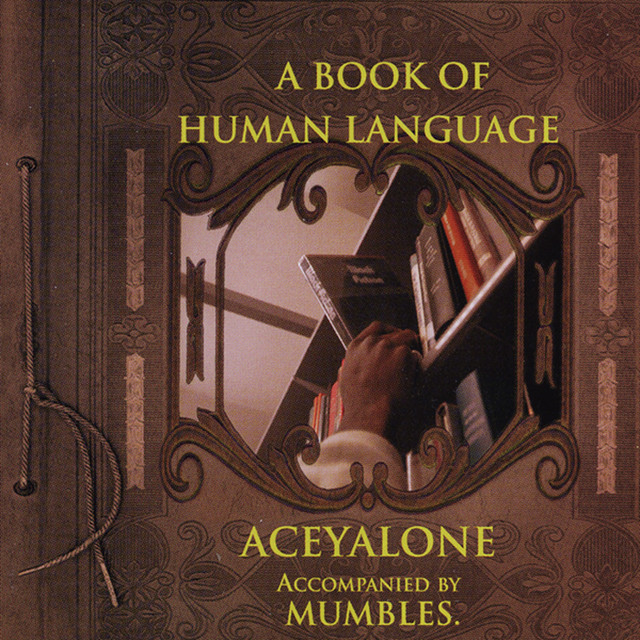 A BOOK OF
HUMAN LANGUAGE
ACEYALONE
ACCOMPANIED BY
MUMBLES.